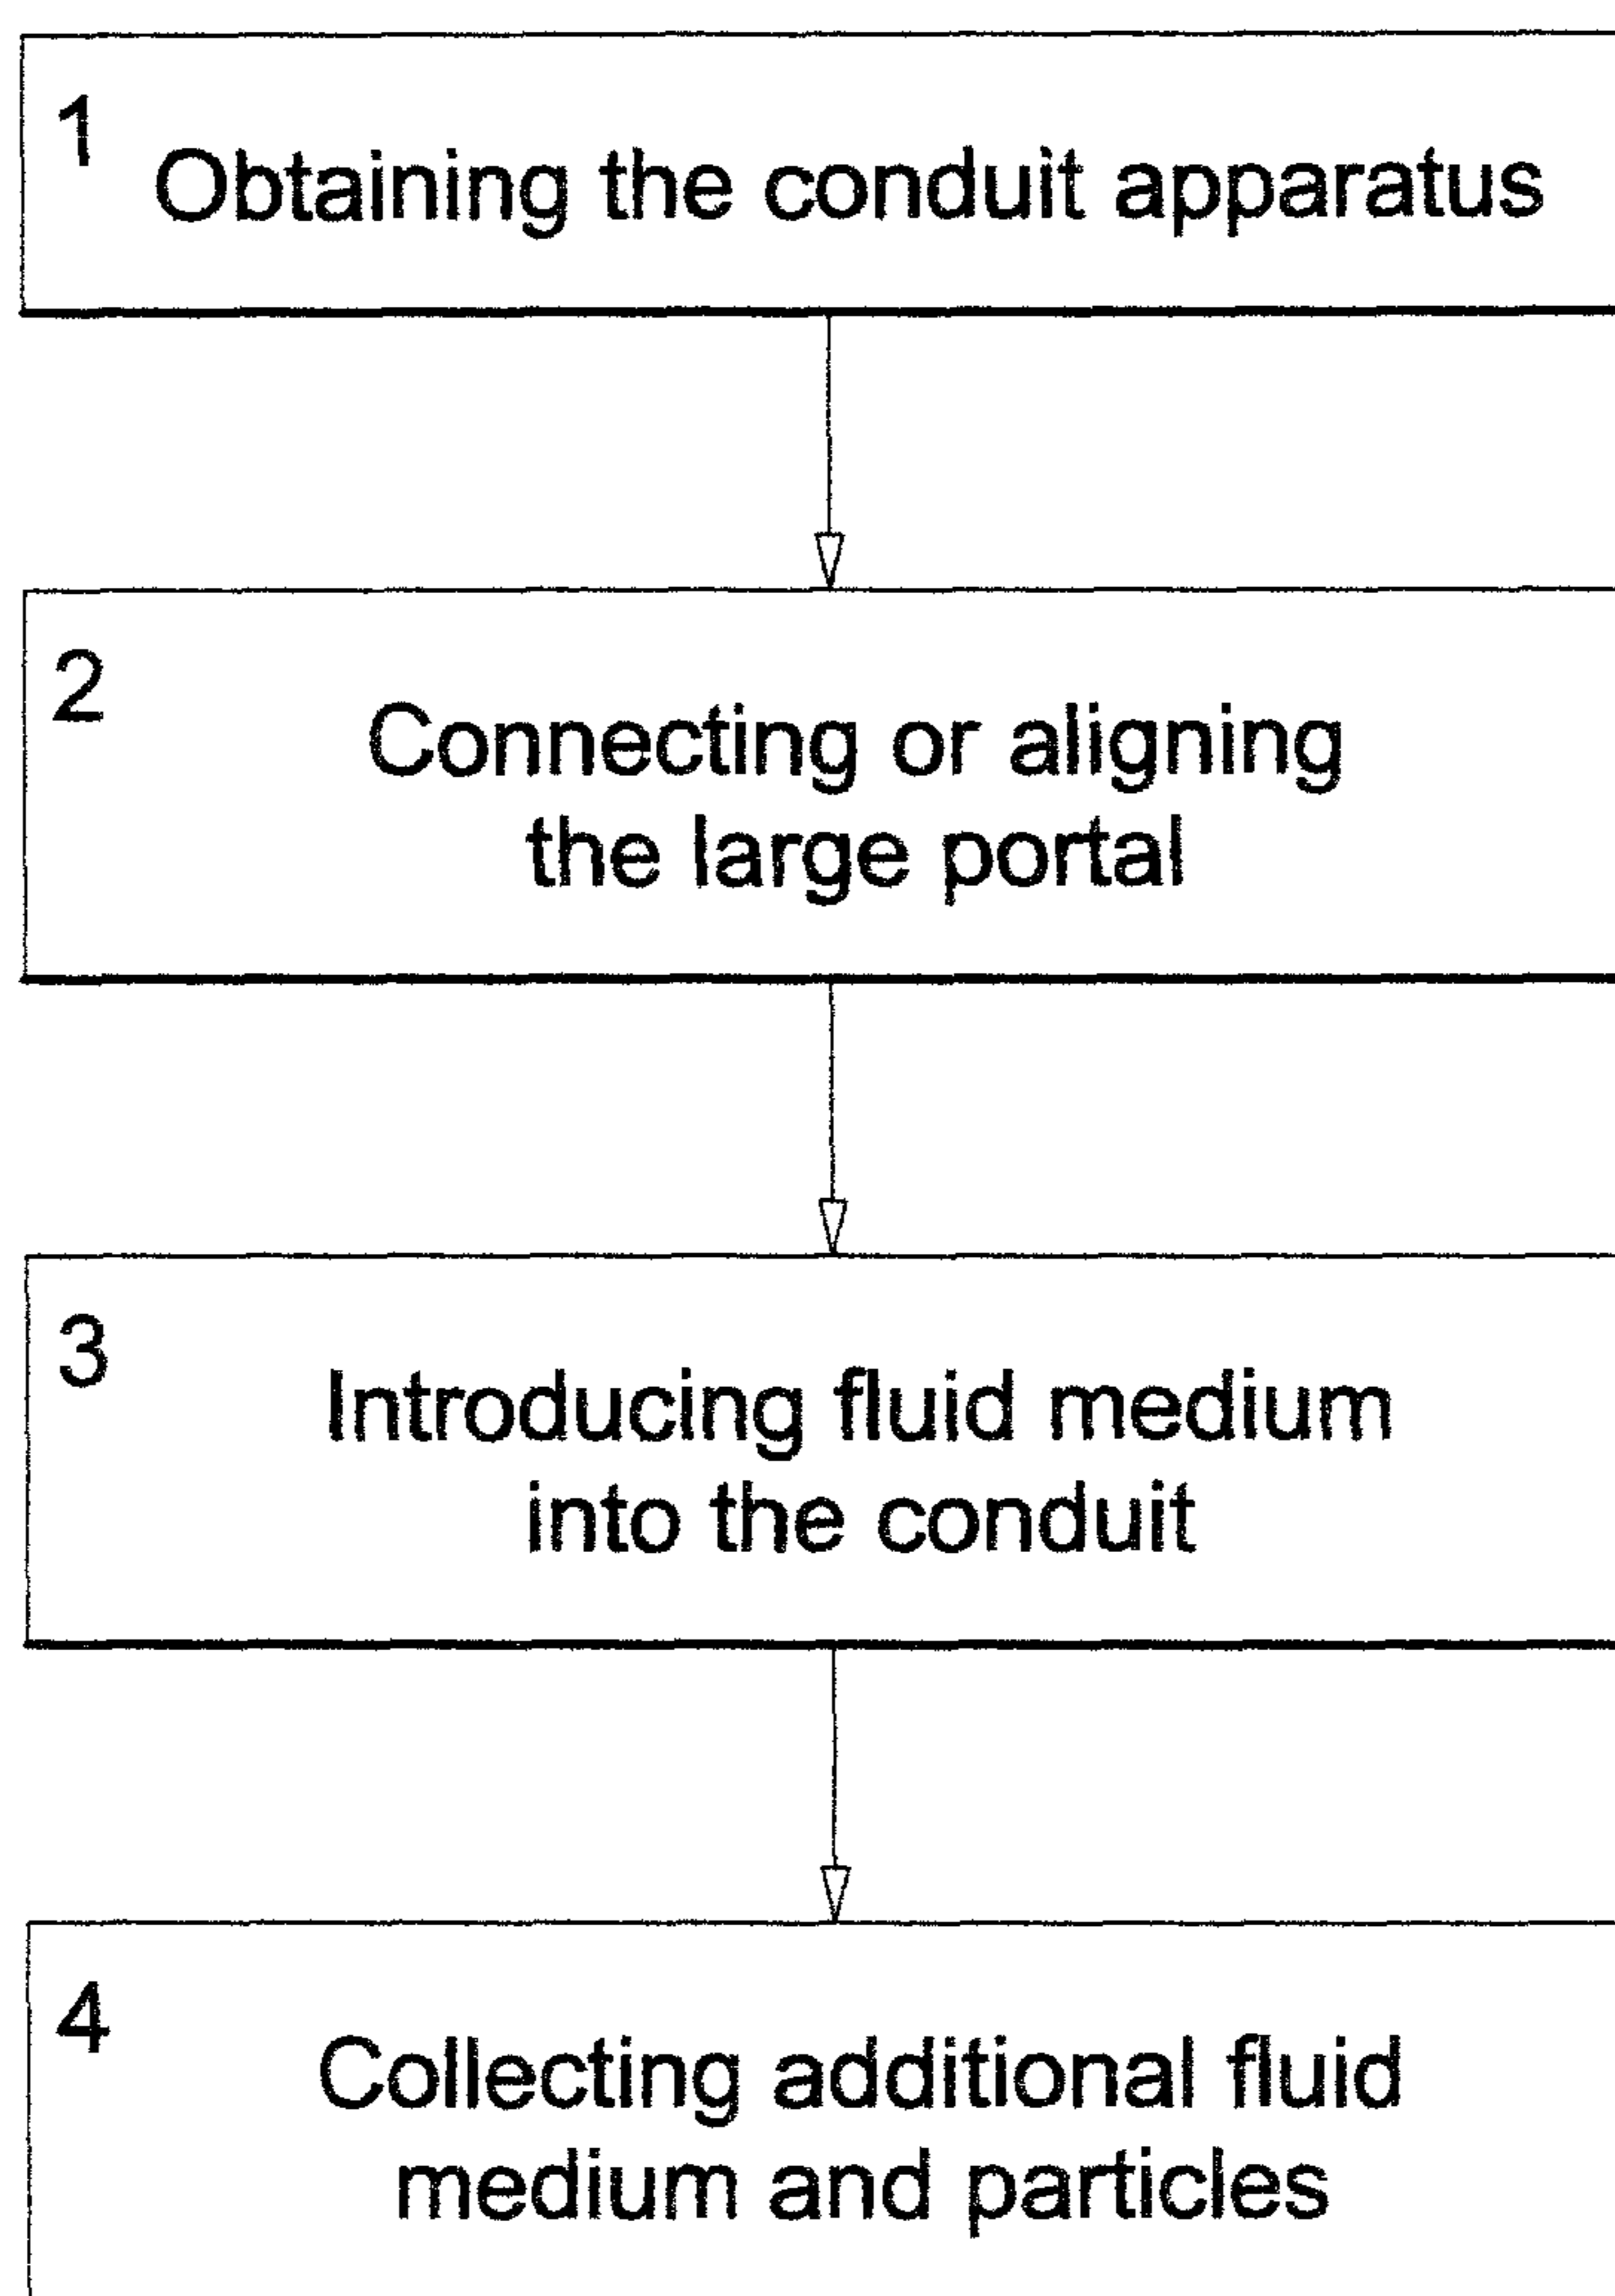 1
Obtaining the conduit apparatus
2
Connecting or aligning
the large portal
3
Introducing fluid medium
into the conduit
4
Collecting additional fluid
medium and particles